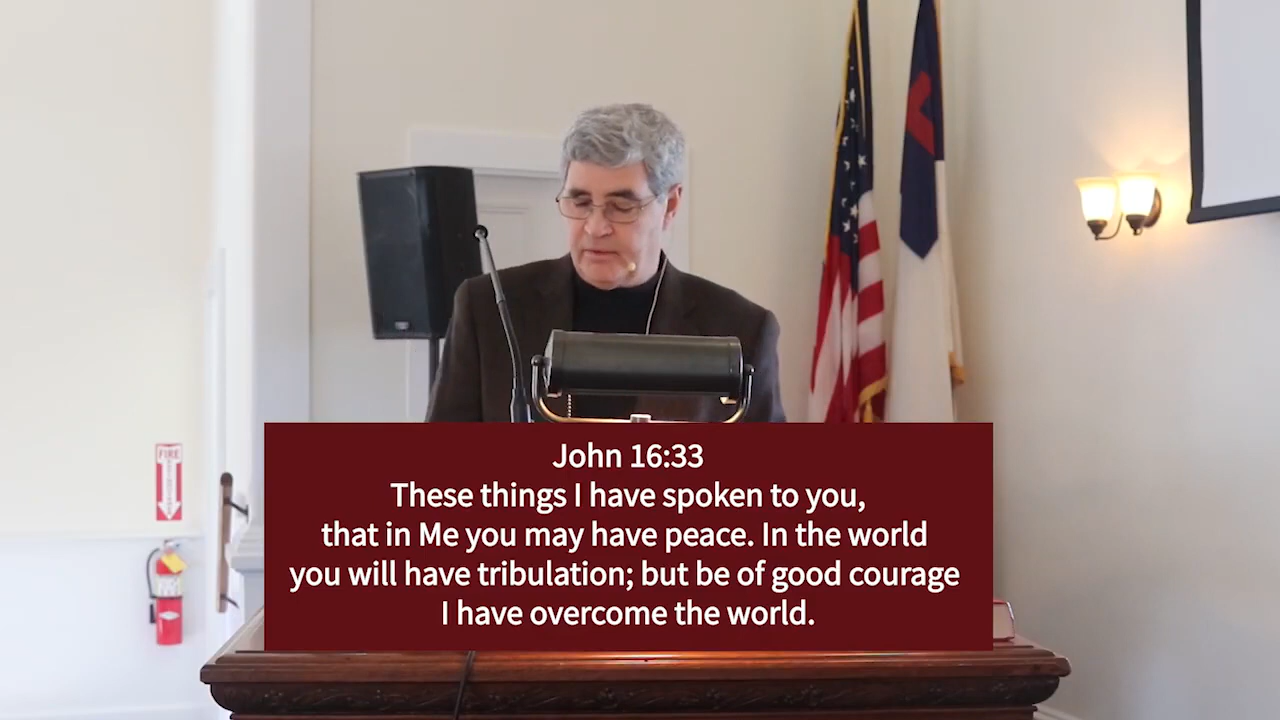 John 16:33
These things I have spoken to you,
that in Me you may have peace. In the world
you will have tribulation; but be of good courage
I have overcome the world.
FIRE